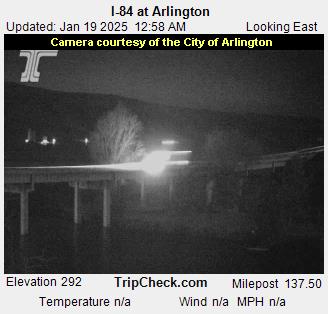 I-84 at Arlington
Updated: Jan 19 2025 12:58 AM Looking East
Camera courtesy of the City of Arlington
Elevation 292 TripCheck.com Milepost 137.50
Temperature n/a Wind n/a MPH n/a